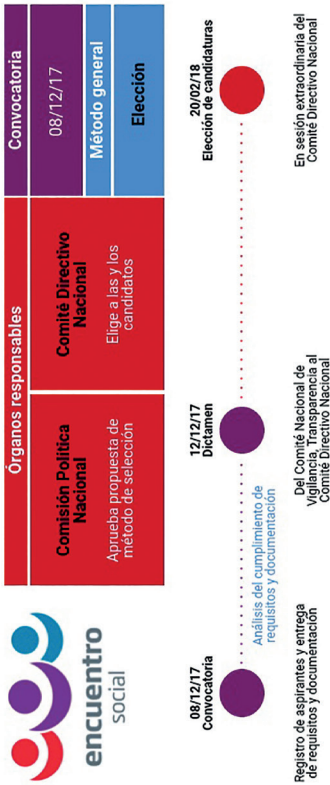 encuentro
social
Órganos responsables
Comisión Política
Nacional
Aprueba propuesta de
método de selección
Comité Directivo
Nacional
Elige a las y los
candidatos
Convocatoria
08/12/17
Método general
Elección
08/12/17
Convocatoria
Registro de aspirantes y entrega
de requisitos y documentación
Análisis del cumplimiento de
requisitos y documentación
12/12/17
Dictamen
Del Comité Nacional de
Vigilancia, Transparencia al
Comité Directivo Nacional
20/02/18
Elección de candidaturas
En sesión extraordinaria del
Comité Directivo Nacional